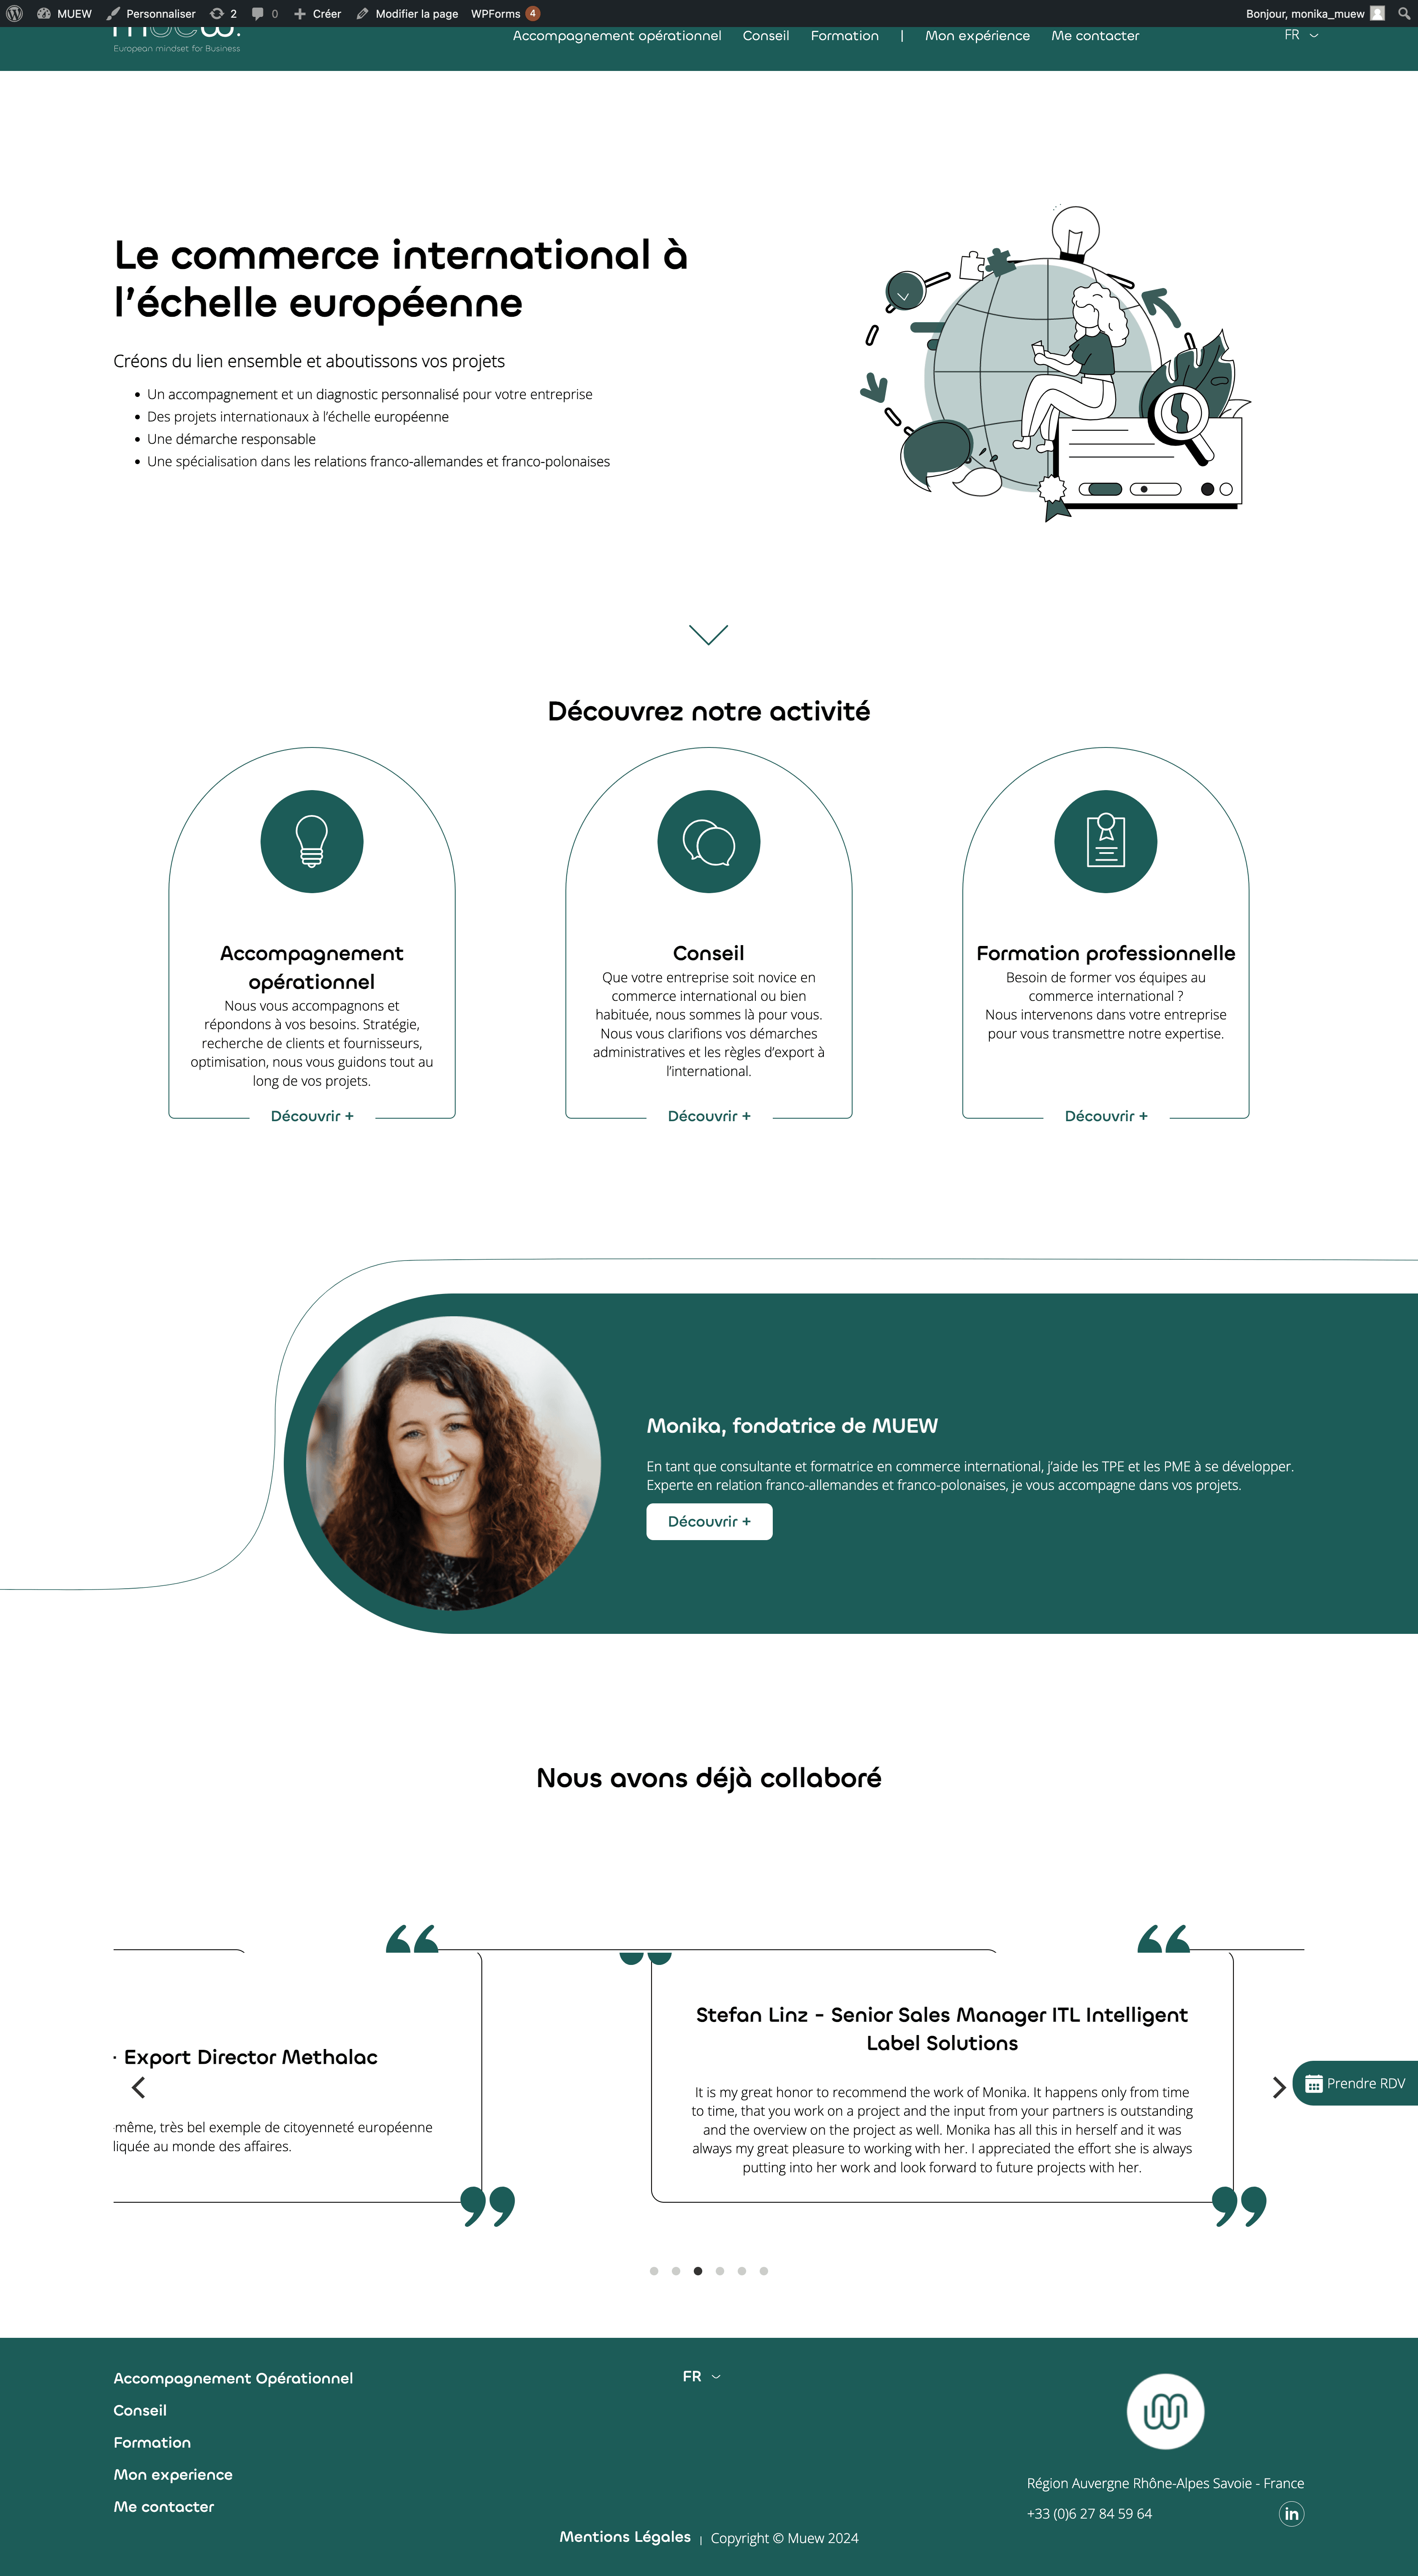 MUEW Personnaliser 2 0 Créer Modifier la page WPForms 4 Bonjour, monika_muew
European mindset for Business
Accompagnement opérationnel Conseil Formation | Mon expérience Me contacter FR
Le commerce international à
l'échelle européenne
Créons du lien ensemble et aboutissons vos projets
• Un accompagnement et un diagnostic personnalisé pour votre entreprise
• Des projets internationaux à l'échelle européenne
• Une démarche responsable
• Une spécialisation dans les relations franco-allemandes et franco-polonaises
Découvrez notre activité
Accompagnement
opérationnel
Nous vous accompagnons et
répondons à vos besoins. Stratégie,
recherche de clients et fournisseurs,
optimisation, nous vous guidons tout au
long de vos projets.
Découvrir +
Conseil
Que votre entreprise soit novice en
commerce international ou bien
habituée, nous sommes là pour vous.
Nous vous clarifions vos démarches
administratives et les règles d'export à
l'international.
Découvrir +
Formation professionnelle
Besoin de former vos équipes au
commerce international ?
Nous intervenons dans votre entreprise
pour vous transmettre notre expertise.
Découvrir +
Monika, fondatrice de MUEW
En tant que consultante et formatrice en commerce international, j'aide les TPE et les PME à se développer.
Experte en relation franco-allemandes et franco-polonaises, je vous accompagne dans vos projets.
Découvrir +
Nous avons déjà collaboré
Export Director Methalac
même, très bel exemple de citoyenneté européenne
liquée au monde des affaires.
Stefan Linz - Senior Sales Manager ITL Intelligent
Label Solutions
It is my great honor to recommend the work of Monika. It happens only from time
to time, that you work on a project and the input from your partners is outstanding
and the overview on the project as well. Monika has all this in herself and it was
always my great pleasure to working with her. I appreciated the effort she is always
putting into her work and look forward to future projects with her.
Prendre RDV
Accompagnement Opérationnel
Conseil
Formation
Mon experience
Me contacter
FR
Mentions Légales | Copyright © Muew 2024
Région Auvergne Rhône-Alpes Savoie - France
+33 (0)6 27 84 59 64
in